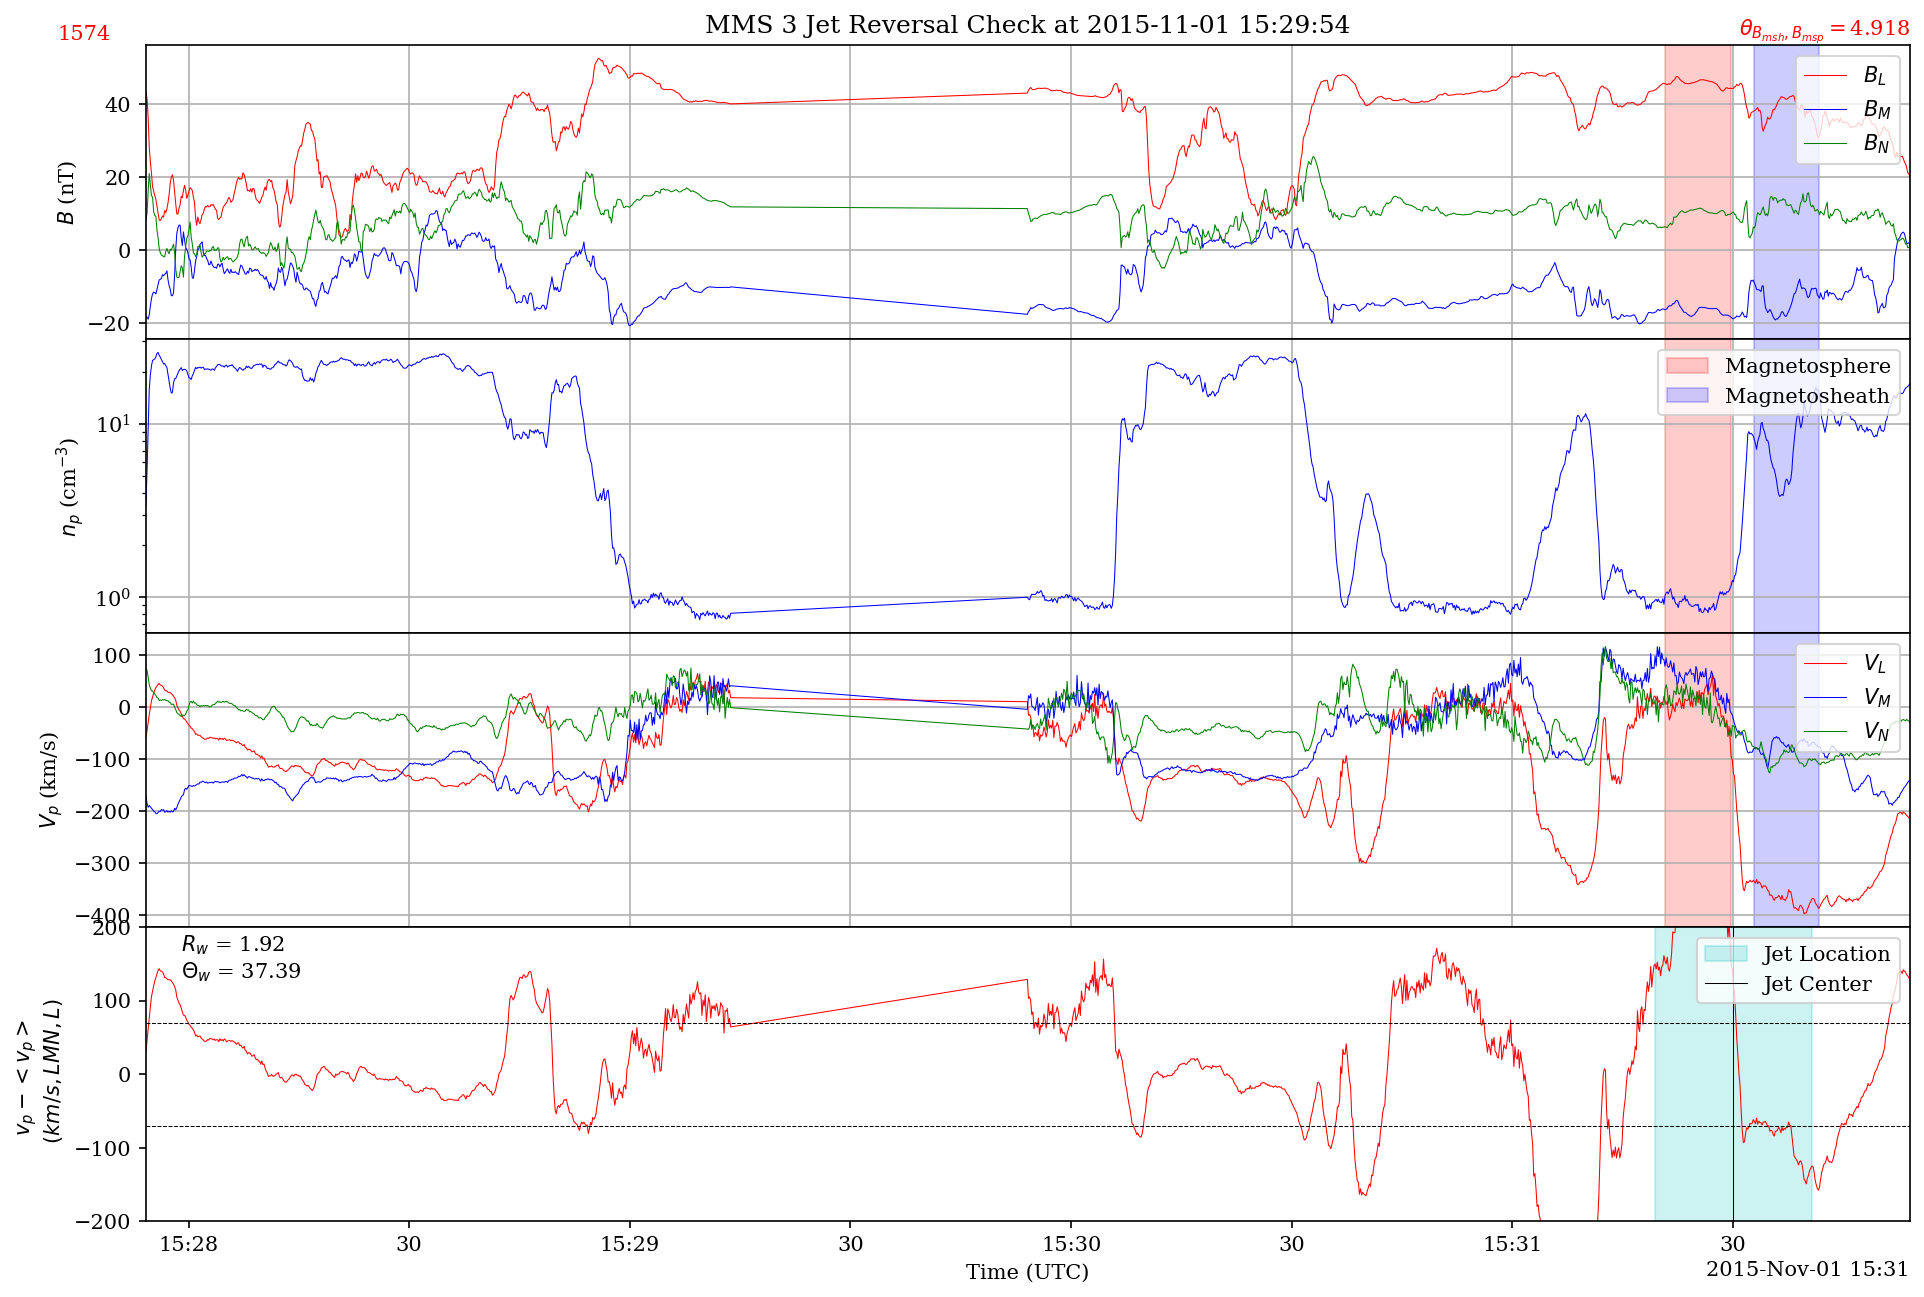 MMS 3 Jet Reversal Check at 2015-11-01 15:29:54
1574
θ_{B_{msh}, B_{msp}} = 4.918
B (nT)
40
20
0
−20
B_L
B_M
B_N
n_p (cm^{−3})
10^1
10^0
Magnetosphere
Magnetosheath
V_p (km/s)
100
0
−100
−200
−300
−400
V_L
V_M
V_N
v_p − < v_p >
(km/s, LMN, L)
200
100
0
−100
−200
R_w = 1.92
Θ_w = 37.39
Jet Location
Jet Center
15:28
30
15:29
30
15:30
30
15:31
30
Time (UTC)
2015-Nov-01 15:31